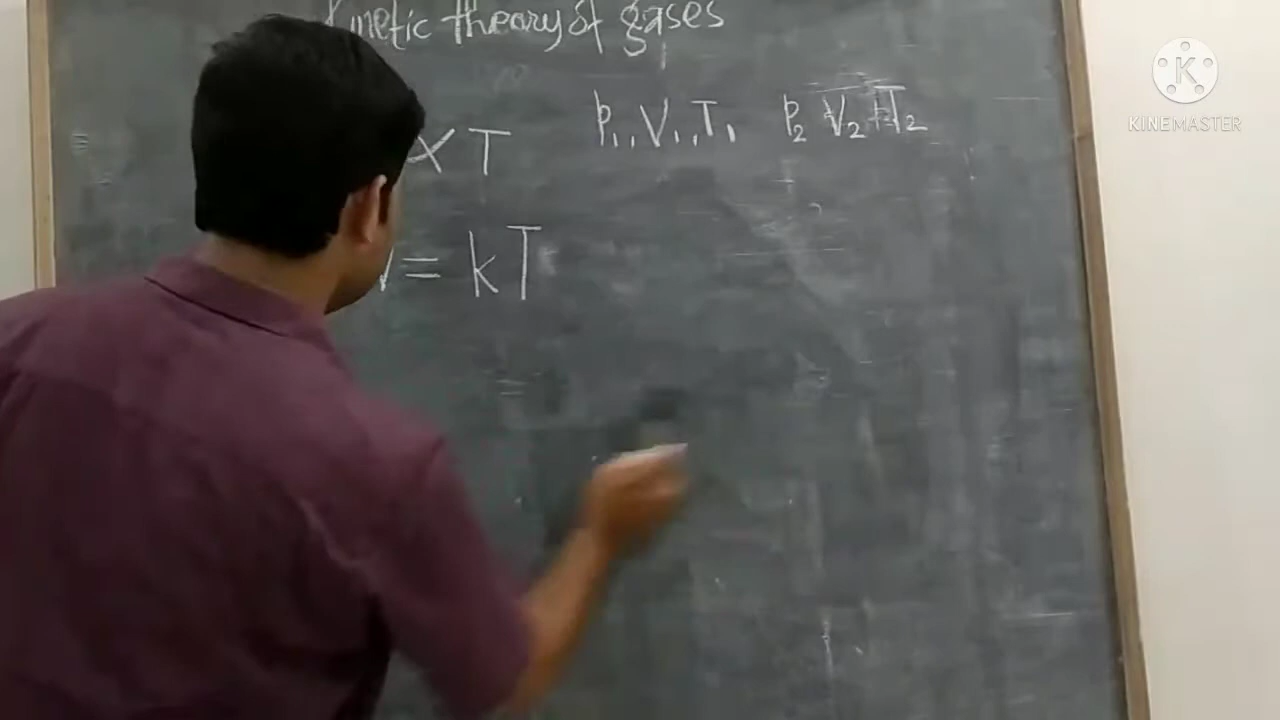 Kinetic theory of gases
P₁, V₁, T₁ P₂ V₂ T₂
∝ T
V = kT
K
KINEMASTER